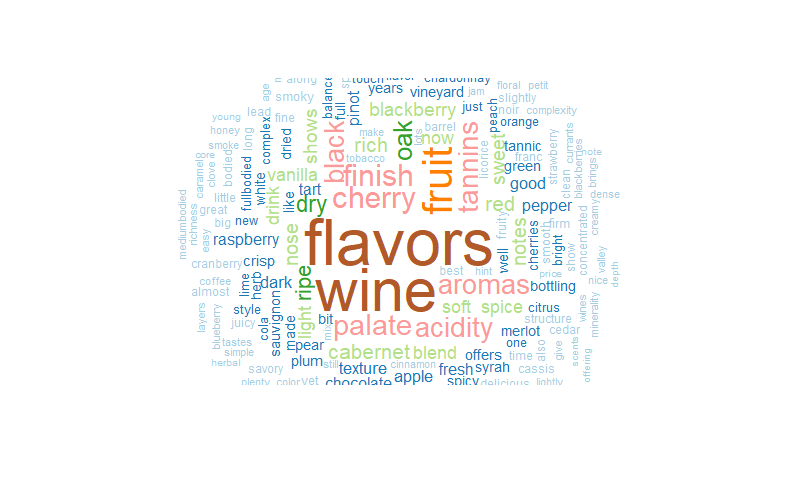 flavors
wine
fruit
cherry
finish
tannins
black
aromas
palate
acidity
oak
dry
ripe
blackberry
rich
now
shows
vanilla
drink
nose
light
sweet
red
notes
soft
spice
cabernet
blend
years
vineyard
just
peach
orange
tannic
green
good
pepper
pinot
full
balance
complex
dried
fullbodied
white
like
tart
new
raspberry
crisp
dark
lime
herb
style
cola
sauvignon
made
bit
pear
plum
texture
chocolate
apple
fresh
spicy
syrah
offers
merlot
one
citrus
bottling
well
cherries
bright
chardonnay
touch
along
smoky
age
lead
fine
young
honey
smoke
long
core
clove
bodied
caramel
little
great
big
richness
easy
mediumbodied
cranberry
coffee
almost
layers
blueberry
juicy
tastes
simple
herbal
savory
plenty
color
vet
still
mix
cinnamon
delicious
lightly
cassis
time
also
give
cedar
structure
scents
offering
wines
minerality
nice
valley
depth
price
show
smooth
firm
concentrated
creamy
dense
brings
note
blackberries
currants
clean
strawberry
franc
licorice
fruity
best
hint
tobacco
make
barrel
jam
slightly
noir
complexity
floral
petit